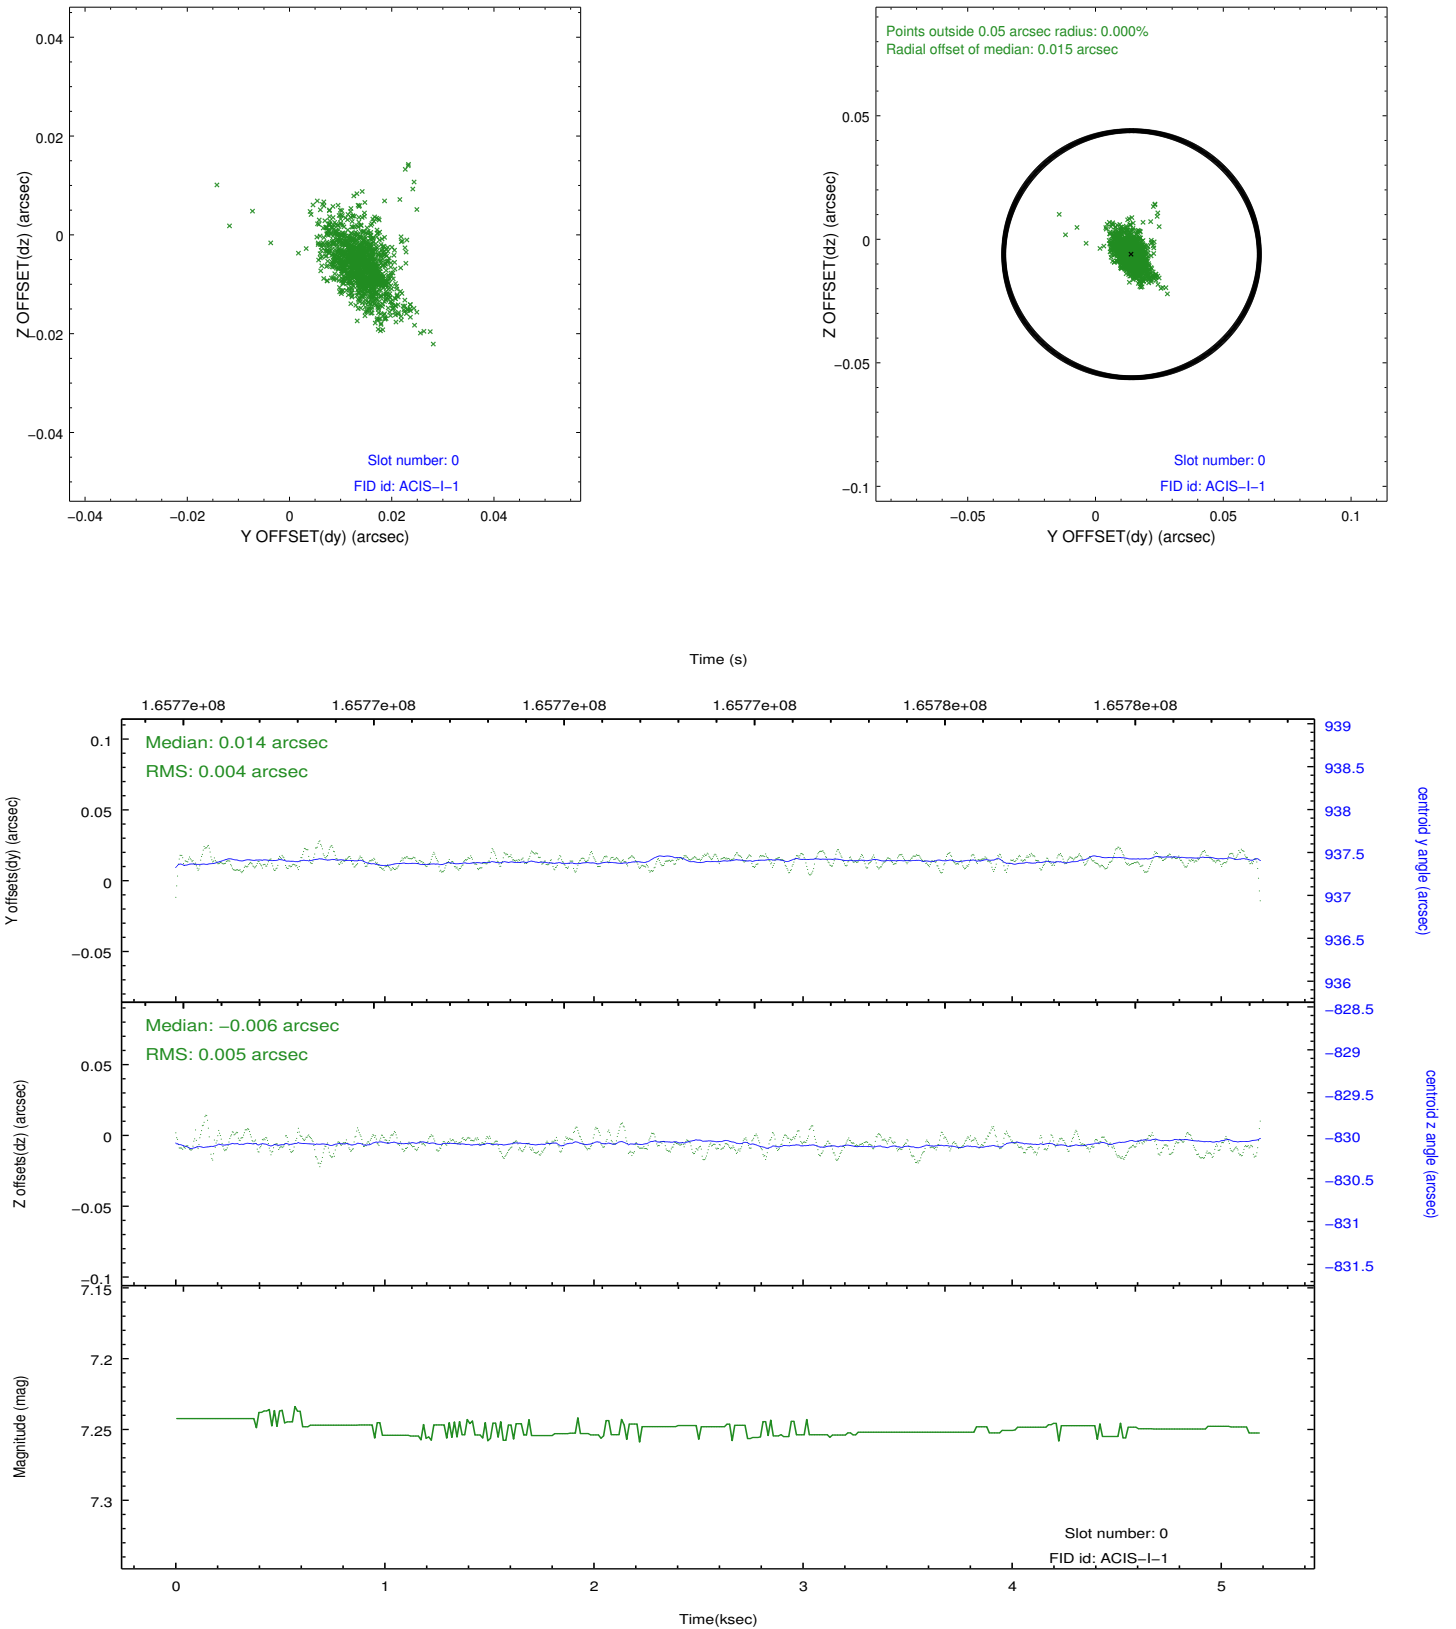 0.04
0.02
0
−0.02
−0.04
Z OFFSET(dz) (arcsec)
Slot number: 0
FID id: ACIS−I−1
−0.04
−0.02
0
0.02
0.04
Y OFFSET(dy) (arcsec)
Points outside 0.05 arcsec radius: 0.000%
Radial offset of median: 0.015 arcsec
0.05
0
−0.05
−0.1
Z OFFSET(dz) (arcsec)
Slot number: 0
FID id: ACIS−I−1
−0.05
0
0.05
0.1
Y OFFSET(dy) (arcsec)
Time (s)
1.6577e+08
1.6577e+08
1.6577e+08
1.6577e+08
1.6578e+08
1.6578e+08
Median: 0.014 arcsec
RMS: 0.004 arcsec
0.1
0.05
0
−0.05
Y offsets(dy) (arcsec)
939
938.5
938
937.5
937
936.5
936
centroid y angle (arcsec)
Median: −0.006 arcsec
RMS: 0.005 arcsec
0.05
0
−0.05
−0.1
Z offsets(dz) (arcsec)
−828.5
−829
−829.5
−830
−830.5
−831
−831.5
centroid z angle (arcsec)
7.15
7.2
7.25
7.3
Magnitude (mag)
Slot number: 0
FID id: ACIS−I−1
0
1
2
3
4
5
Time(ksec)